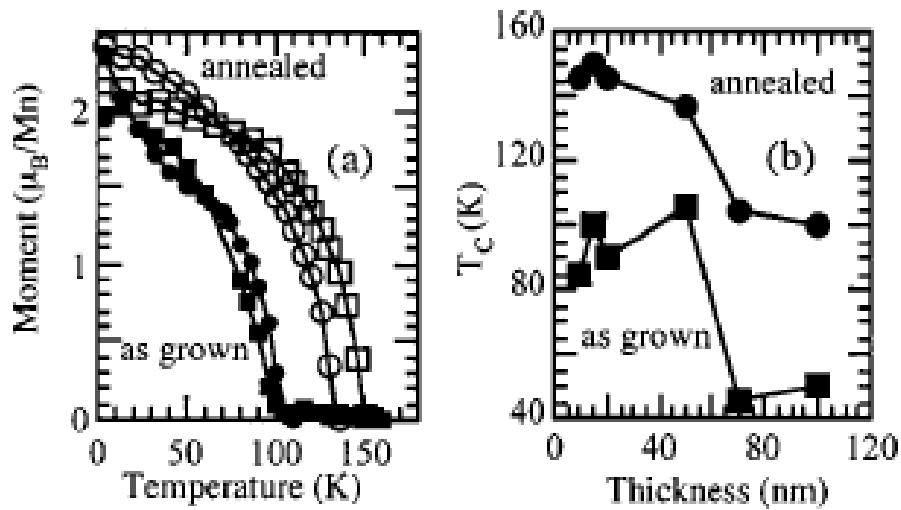 annealed
(a)
as grown
Moment (μB/Mn)
2
1
0
0 50 100 150
Temperature (K)
annealed
(b)
as grown
TC (K)
160
120
80
40
0 40 80 120
Thickness (nm)